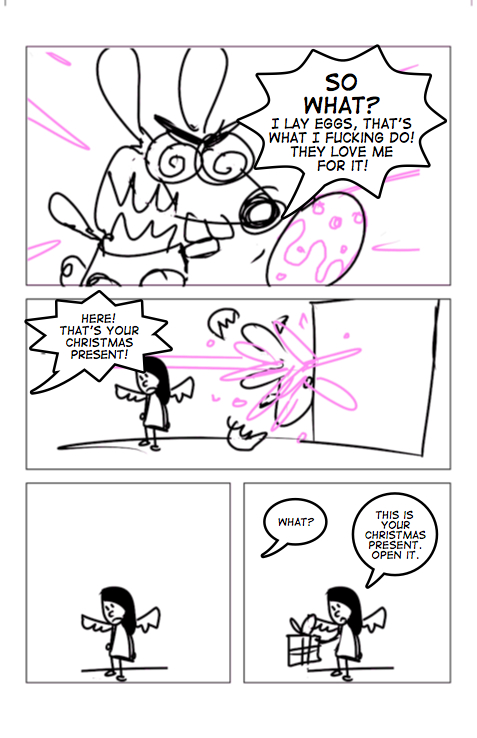 SO
WHAT?
I LAY EGGS, THAT'S
WHAT I FUCKING DO!
THEY LOVE ME
FOR IT!
HERE!
THAT'S YOUR
CHRISTMAS
PRESENT!
WHAT?
THIS IS
YOUR
CHRISTMAS
PRESENT.
OPEN IT.